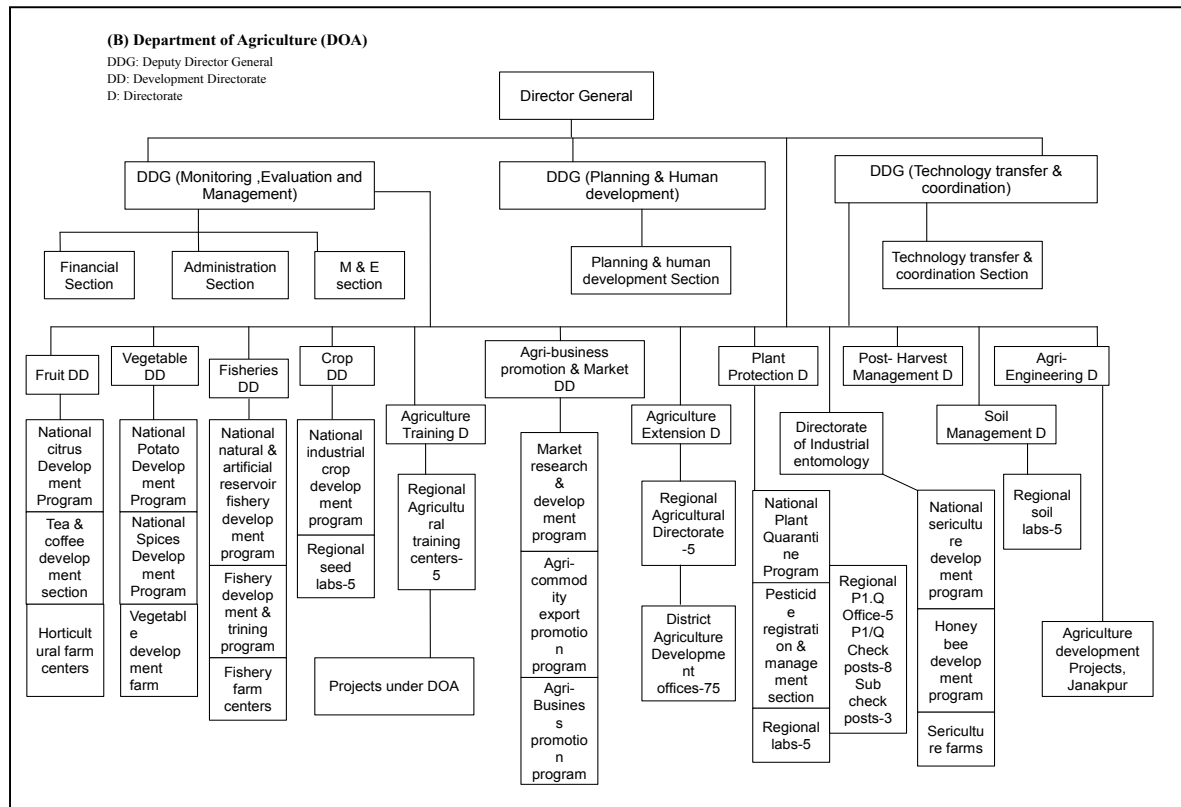 (B) Department of Agriculture (DOA)
DDG: Deputy Director General
DD: Development Directorate
D: Directorate
Director General
DDG (Monitoring ,Evaluation and
Management)
DDG (Planning & Human
development)
DDG (Technology transfer &
coordination)
Financial
Section
Administration
Section
M & E
section
Planning & human
development Section
Technology transfer &
coordination Section
Fruit DD
Vegetable
DD
Fisheries
DD
Crop
DD
Agriculture
Training D
Agri-business
promotion & Market
DD
Agriculture
Extension D
Plant
Protection D
Directorate
of Industrial
entomology
Post- Harvest
Management D
Soil
Management D
Agri-
Engineering D
National
citrus
Develop
ment
Program
Tea &
coffee
develop
ment
section
Horticult
ural farm
centers
National
Potato
Develop
ment
Program
National
Spices
Develop
ment
Program
Vegetabl
e
develop
ment
farm
National
natural &
artificial
reservoir
fishery
develop
ment
program
Fishery
develop
ment &
trining
program
Fishery
farm
centers
National
industrial
crop
develop
ment
program
Regional
seed
labs-5
Regional
Agricult
ural
training
centers-
5
Projects under DOA
Market
research
& develop
ment
program
Agri-
commod
ity
export
promoti
on
program
Agri-
Busines
s
promoti
on
program
Regional
Agricultural
Directorate
-5
District
Agriculture
Developme
nt
offices-75
National
Plant
Quaranti
ne
Program
Pesticid
e
registrati
on &
manage
ment
section
Regional
labs-5
Regional
P1.Q
Office-5
P1/Q
Check
posts-8
Sub
check
posts-3
National
sericultu
re
develop
ment
program
Honey
bee
develop
ment
program
Sericultu
re farms
Regional
soil
labs-5
Agriculture
development
Projects,
Janakpur